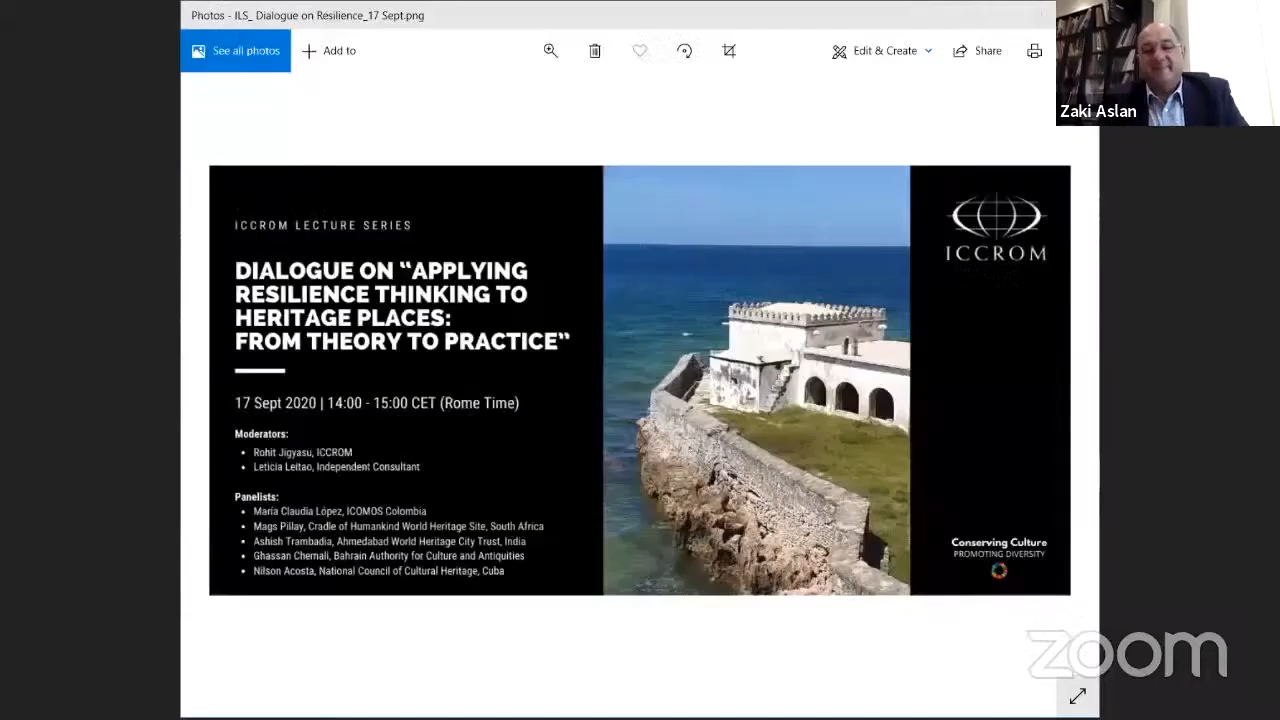 Photos - ILS_ Dialogue on Resilience_17 Sept.png
See all photos
Add to
Edit & Create
Share
Zaki Aslan
ICCROM LECTURE SERIES
DIALOGUE ON “APPLYING
RESILIENCE THINKING TO
HERITAGE PLACES:
FROM THEORY TO PRACTICE”
17 Sept 2020 | 14:00 - 15:00 CET (Rome Time)
Moderators:
• Rohit Jigyasu, ICCROM
• Leticia Leitao, Independent Consultant
Panelists:
• María Claudia López, ICOMOS Colombia
• Mags Pillay, Cradle of Humankind World Heritage Site, South Africa
• Ashish Trambadia, Ahmedabad World Heritage City Trust, India
• Ghassan Chemali, Bahrain Authority for Culture and Antiquities
• Nilson Acosta, National Council of Cultural Heritage, Cuba
ICCROM
Conserving Culture
PROMOTING DIVERSITY
zoom